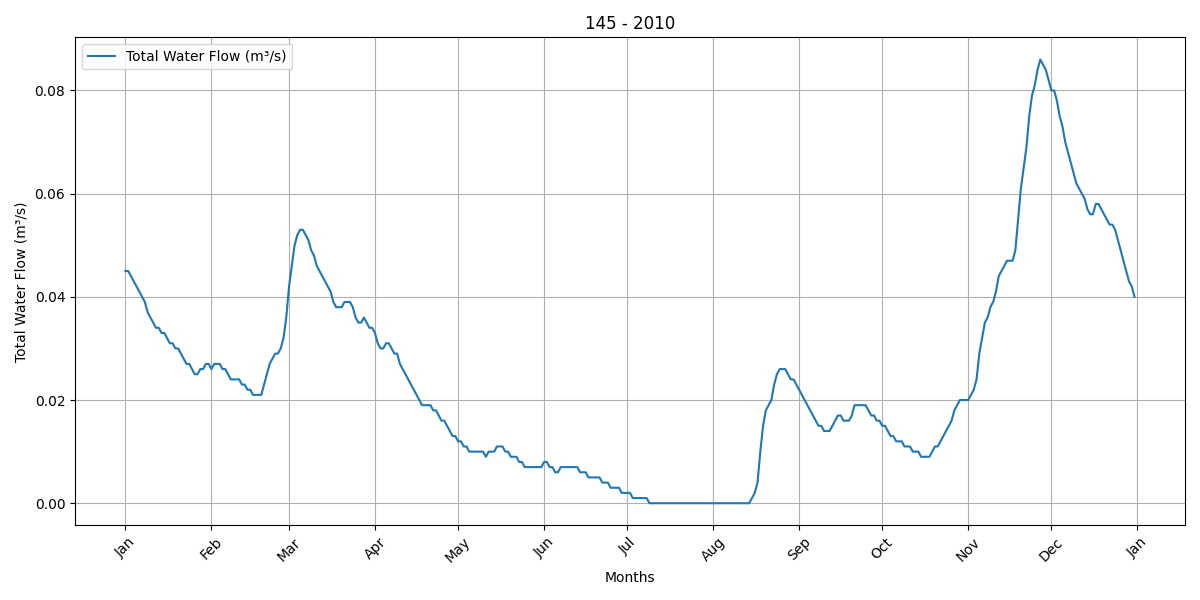 145 - 2010
Total Water Flow (m³/s)
Total Water Flow (m³/s)
0.08
0.06
0.04
0.02
0.00
Jan
Feb
Mar
Apr
May
Jun
Jul
Aug
Sep
Oct
Nov
Dec
Jan
Months